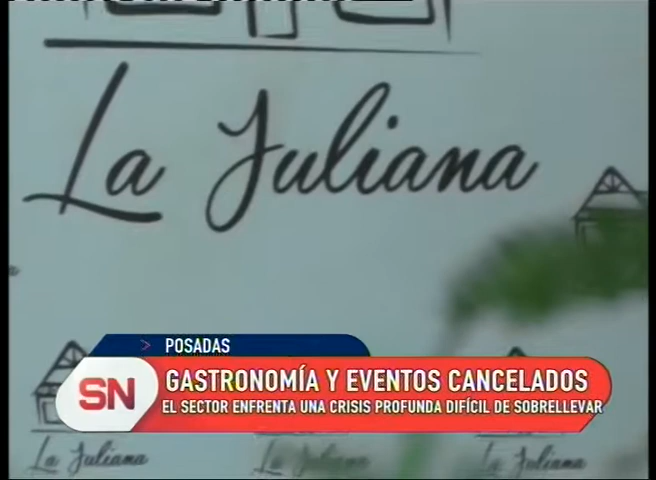 La Juliana
> POSADAS
SN
GASTRONOMÍA Y EVENTOS CANCELADOS
EL SECTOR ENFRENTA UNA CRISIS PROFUNDA DIFÍCIL DE SOBRELLEVAR
La Juliana
La Juliana
La Juliana